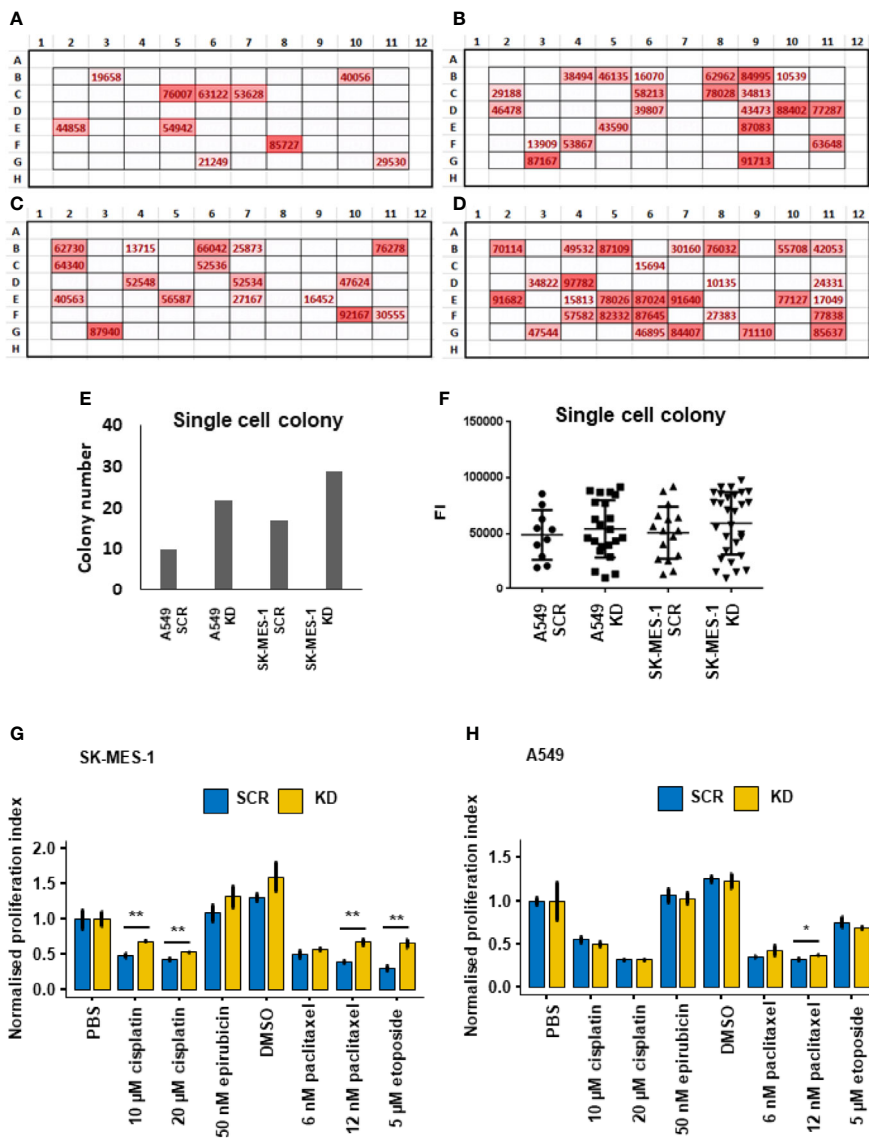 A
1 2 3 4 5 6 7 8 9 10 11 12
A
B 19658 40056
C 76007 63122 53628
D
E 44858 54942
F 85727
G 21249 29530
H
B
1 2 3 4 5 6 7 8 9 10 11 12
A
B 38494 46135 16070 62962 84995 10539
C 29188 58213 78028 34813
D 46478 39807 43473 88402 77287
E 43590 87083
F 13909 53867 63648
G 87167 91713
H
C
1 2 3 4 5 6 7 8 9 10 11 12
A
B 62730 13715 66042 25873 76278
C 64340 52536
D 52548 52534 47624
E 40563 56587 27167 16452
F 92167 30555
G 87940
H
D
1 2 3 4 5 6 7 8 9 10 11 12
A
B 70114 49532 87109 30160 76032 55708 42053
C 15694
D 34822 97782 10135 24331
E 91682 15813 78026 87024 91640 77127 17049
F 57582 82332 87645 27383 77838
G 47544 46895 84407 71110 85637
H
E
Single cell colony
Colony number
40
30
20
10
0
A549 SCR
A549 KD
SK-MES-1 SCR
SK-MES-1 KD
F
Single cell colony
FI
150000
100000
50000
0
A549 SCR
A549 KD
SK-MES-1 SCR
SK-MES-1 KD
G
SK-MES-1
SCR KD
Normalised proliferation index
2.0
1.5
1.0
0.5
0.0
** ** ** **
PBS
10 µM cisplatin
20 µM cisplatin
50 nM epirubicin
DMSO
6 nM paclitaxel
12 nM paclitaxel
5 µM etoposide
H
A549
SCR KD
Normalised proliferation index
1.5
1.0
0.5
0.0
*
PBS
10 µM cisplatin
20 µM cisplatin
50 nM epirubicin
DMSO
6 nM paclitaxel
12 nM paclitaxel
5 µM etoposide